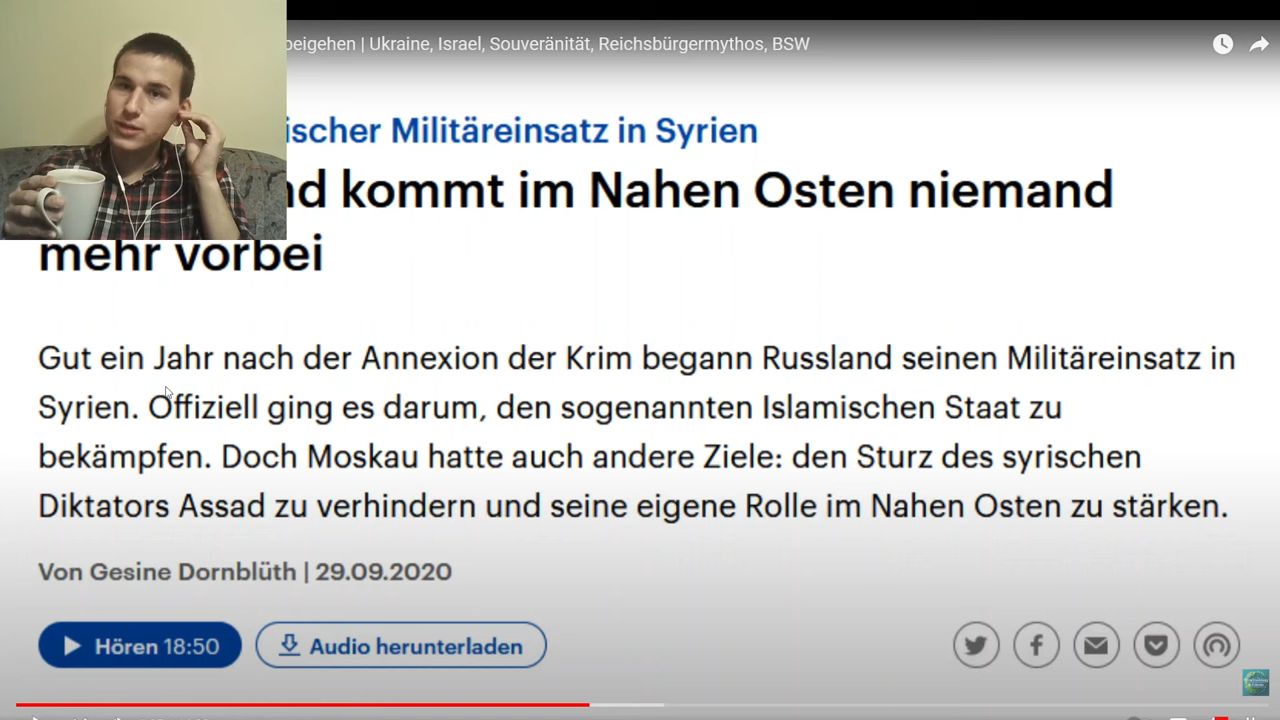 beigehen | Ukraine, Israel, Souveränität, Reichsbürgermythos, BSW
ischer Militäreinsatz in Syrien
nd kommt im Nahen Osten niemand
mehr vorbei
Gut ein Jahr nach der Annexion der Krim begann Russland seinen Militäreinsatz in
Syrien. Offiziell ging es darum, den sogenannten Islamischen Staat zu
bekämpfen. Doch Moskau hatte auch andere Ziele: den Sturz des syrischen
Diktators Assad zu verhindern und seine eigene Rolle im Nahen Osten zu stärken.
Von Gesine Dornblüth | 29.09.2020
Hören 18:50
Audio herunterladen